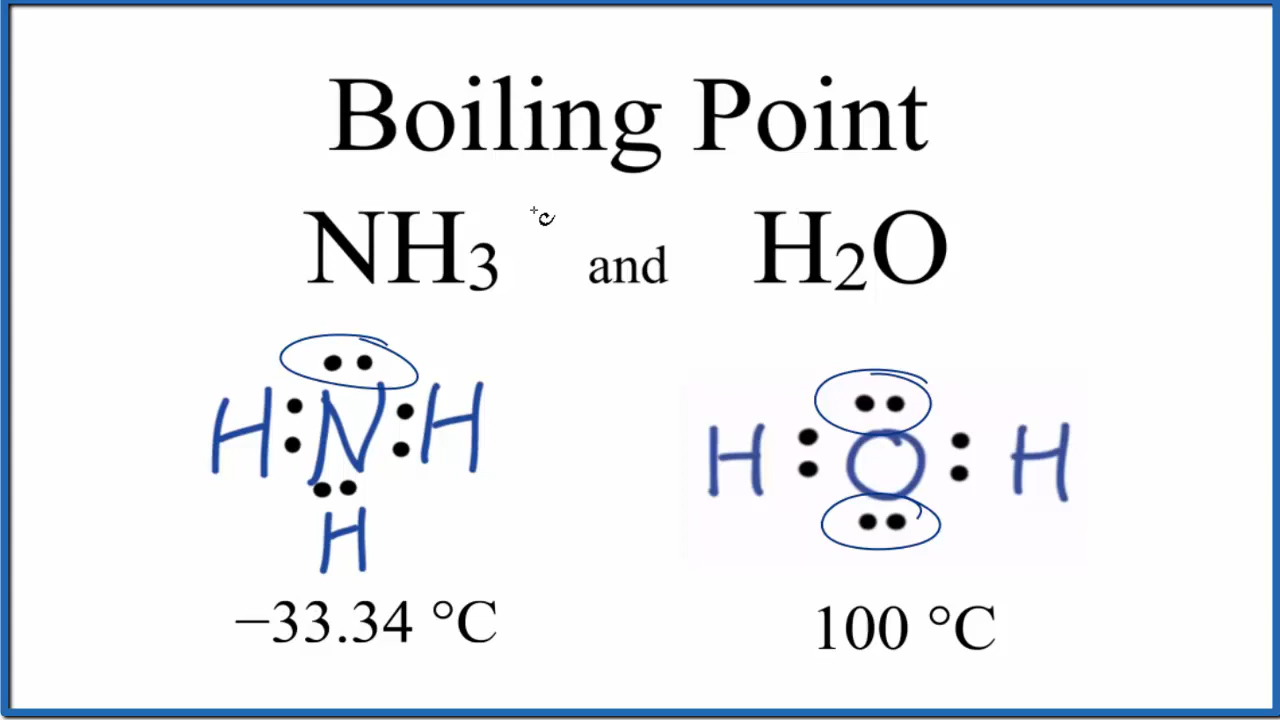 Boiling Point
NH₃ and H₂O
H N H
H
H O H
−33.34 °C
100 °C